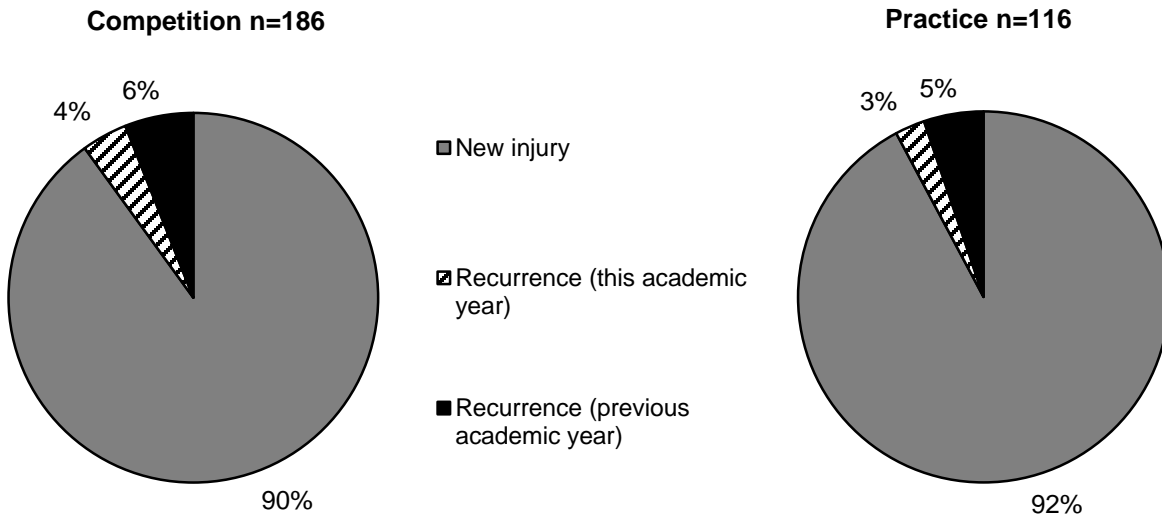 Competition n=186
Practice n=116
4%
6%
3%
5%
New injury
Recurrence (this academic
year)
Recurrence (previous
academic year)
90%
92%